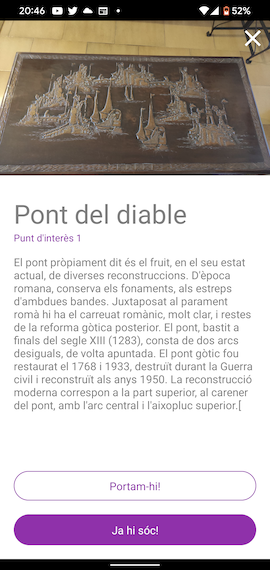 20:46
52%
Pont del diable
Punt d'interès 1
El pont pròpiament dit és el fruit, en el seu estat
actual, de diverses reconstruccions. D'època
romana, conserva els fonaments, als estreps
d'ambdues bandes. Juxtaposat al parament
romà hi ha el carreuat romànic, molt clar, i restes
de la reforma gòtica posterior. El pont, bastit a
finals del segle XIII (1283), consta de dos arcs
desiguals, de volta apuntada. El pont gòtic fou
restaurat el 1768 i 1933, destruït durant la Guerra
civil i reconstruït als anys 1950. La reconstrucció
moderna correspon a la part superior, al carener
del pont, amb l'arc central i l'aixopluc superior.[
Portam-hi!
Ja hi sóc!